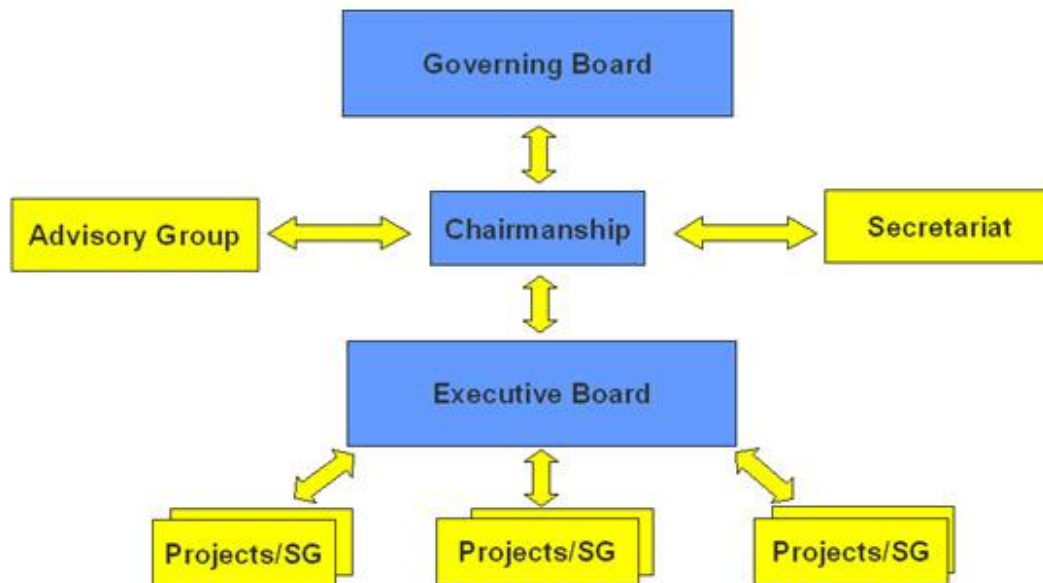 Governing Board
Advisory Group
Chairmanship
Secretariat
Executive Board
Projects/SG
Projects/SG
Projects/SG